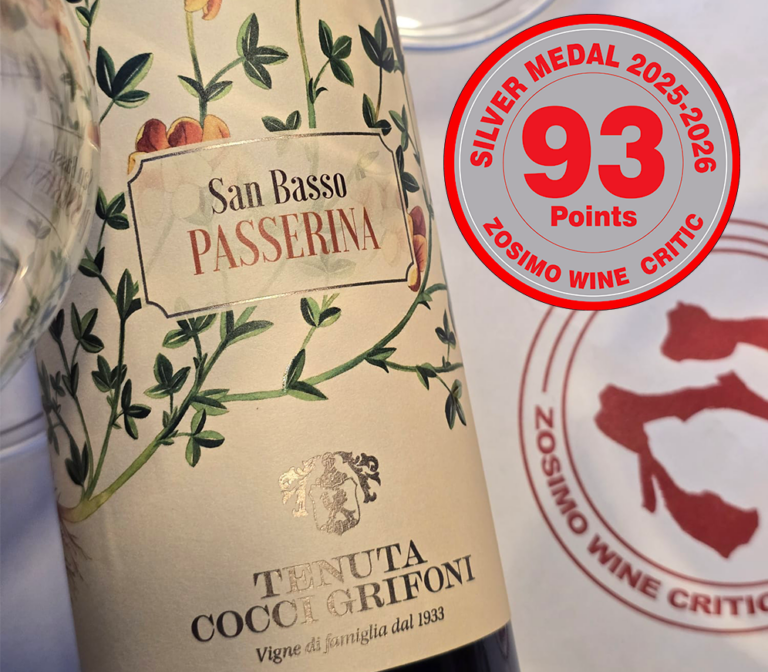 San Basso
PASSERINA
TENUTA
COCCI GRIFONI
Vigne di famiglia dal 1933
SILVER MEDAL 2025-2026
93
Points
ZOSIMO WINE CRITIC
ZOSIMO WINE CRITIC